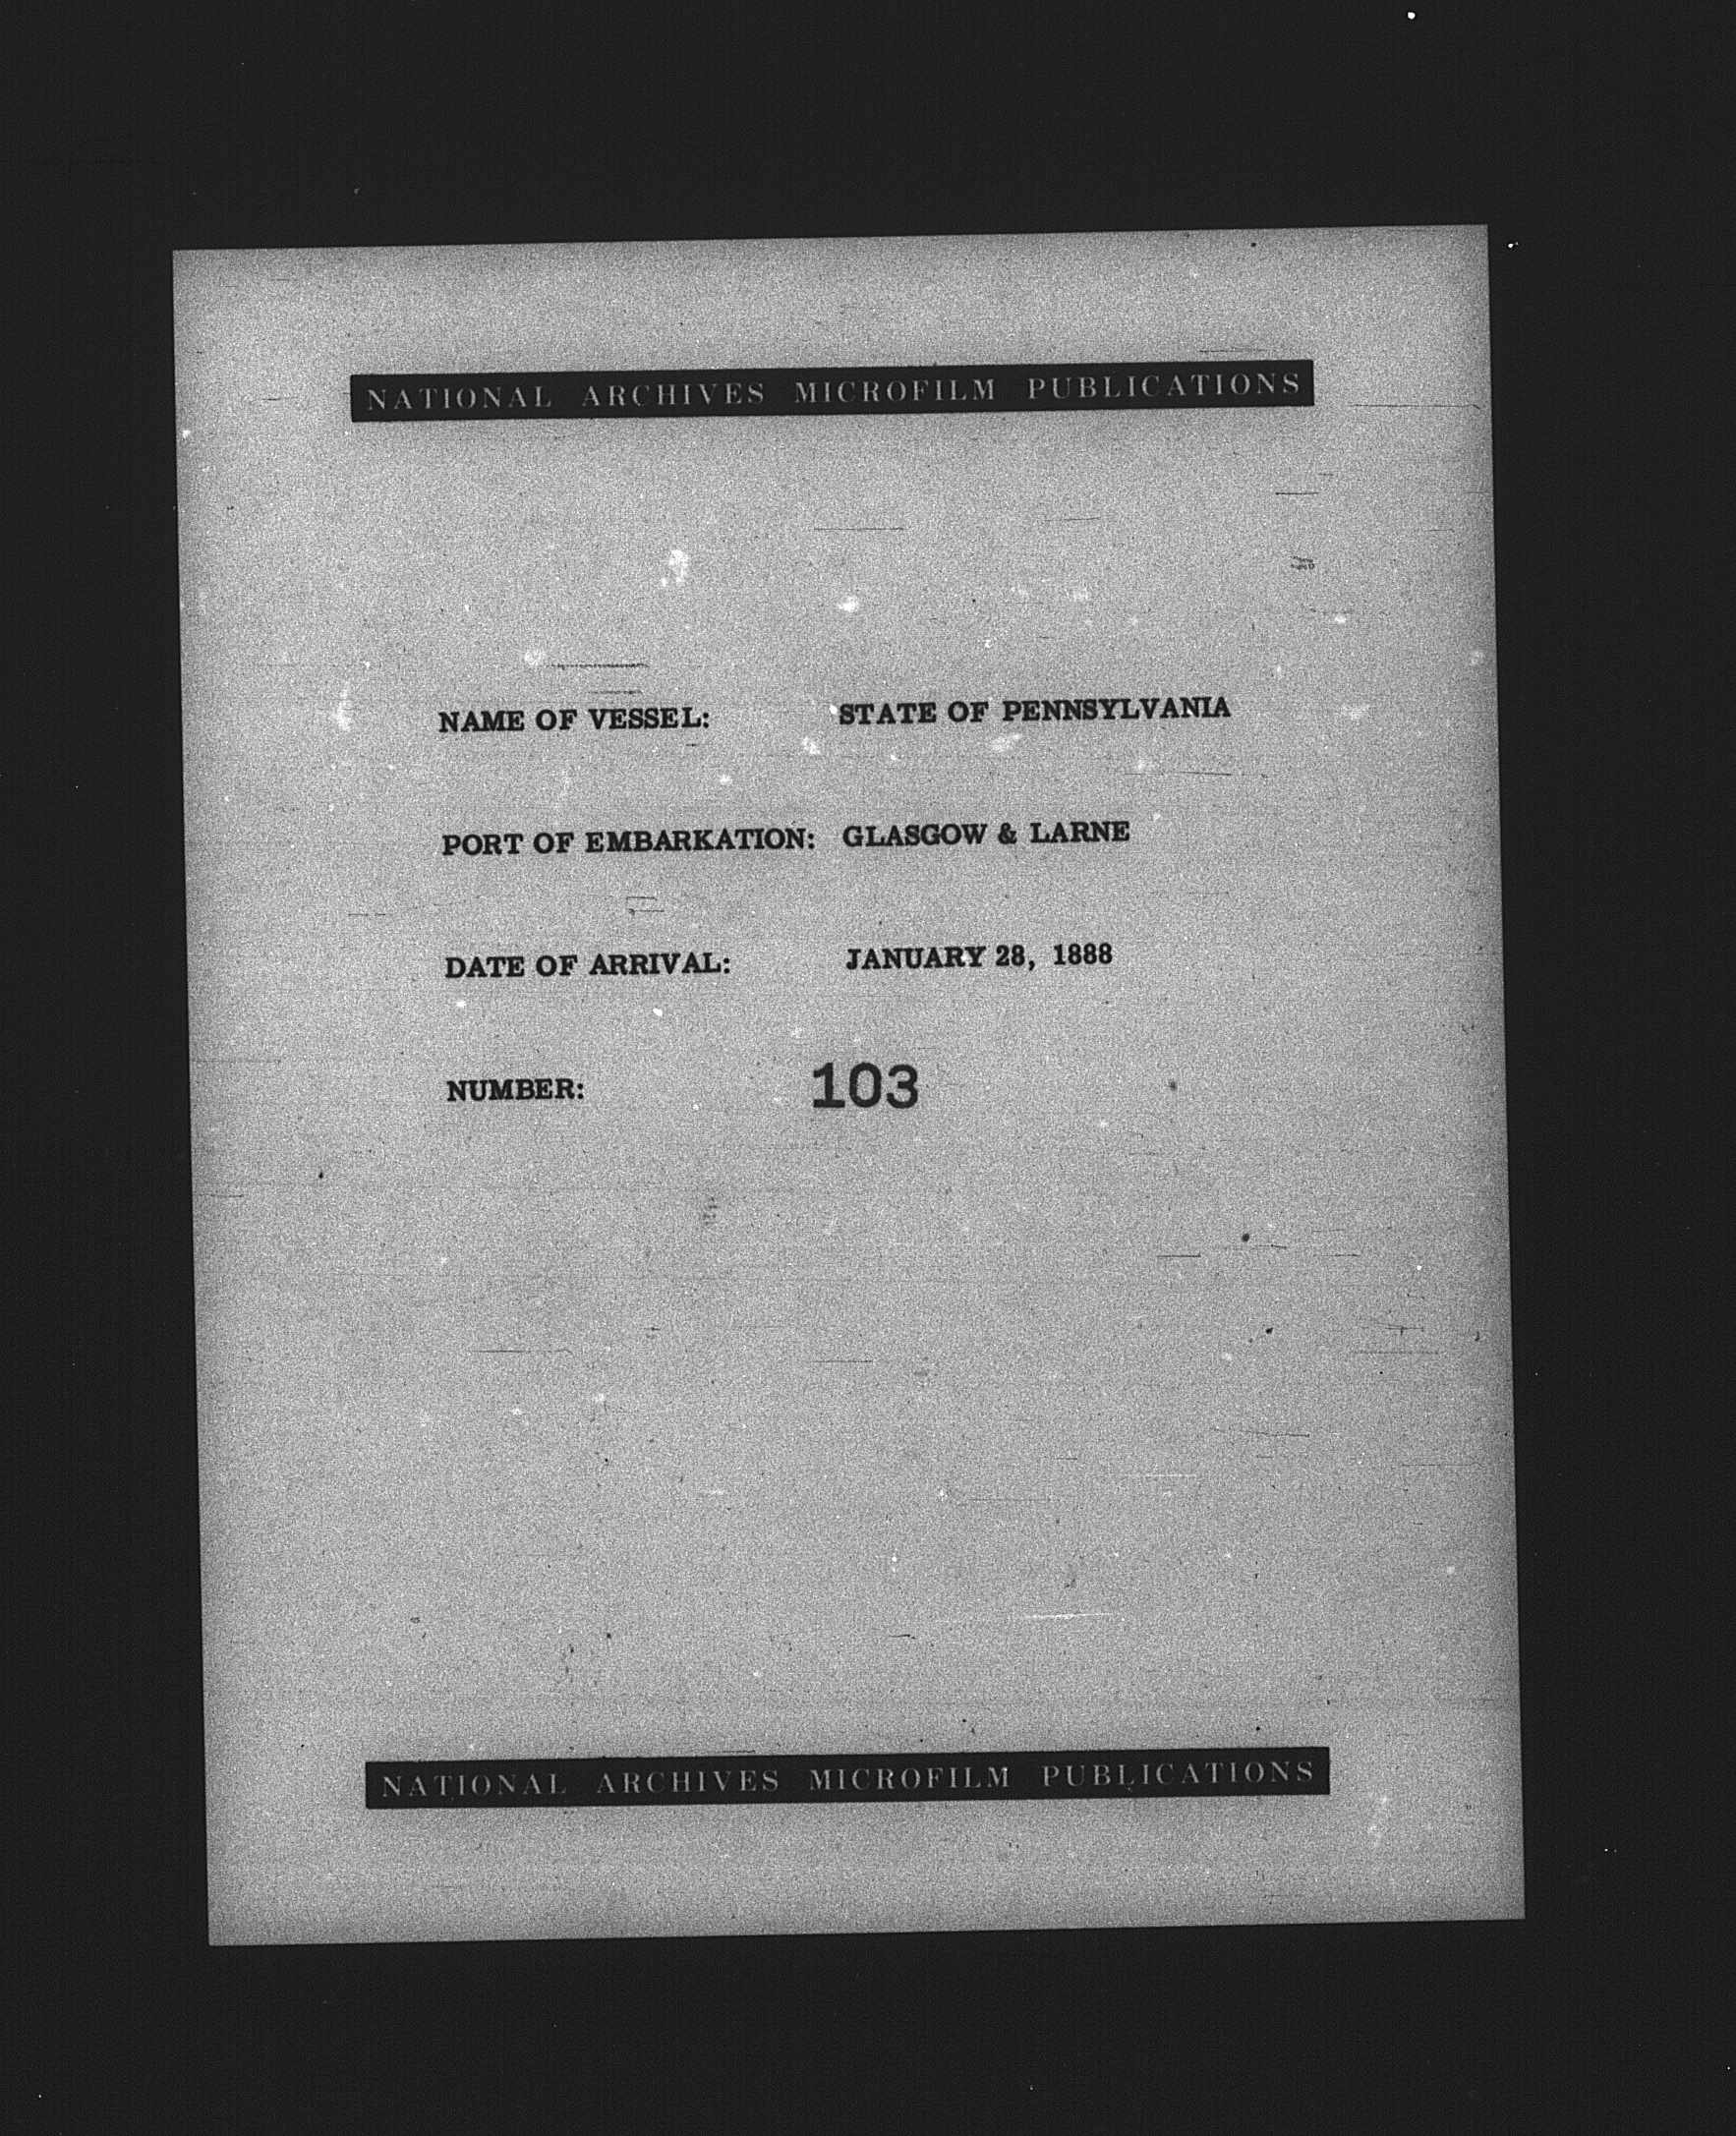 NATIONAL ARCHIVES MICROFILM PUBLICATIONS
NAME OF VESSEL: STATE OF PENNSYLVANIA
PORT OF EMBARKATION: GLASGOW & LARNE
DATE OF ARRIVAL: JANUARY 28, 1888
NUMBER: 103
NATIONAL ARCHIVES MICROFILM PUBLICATIONS